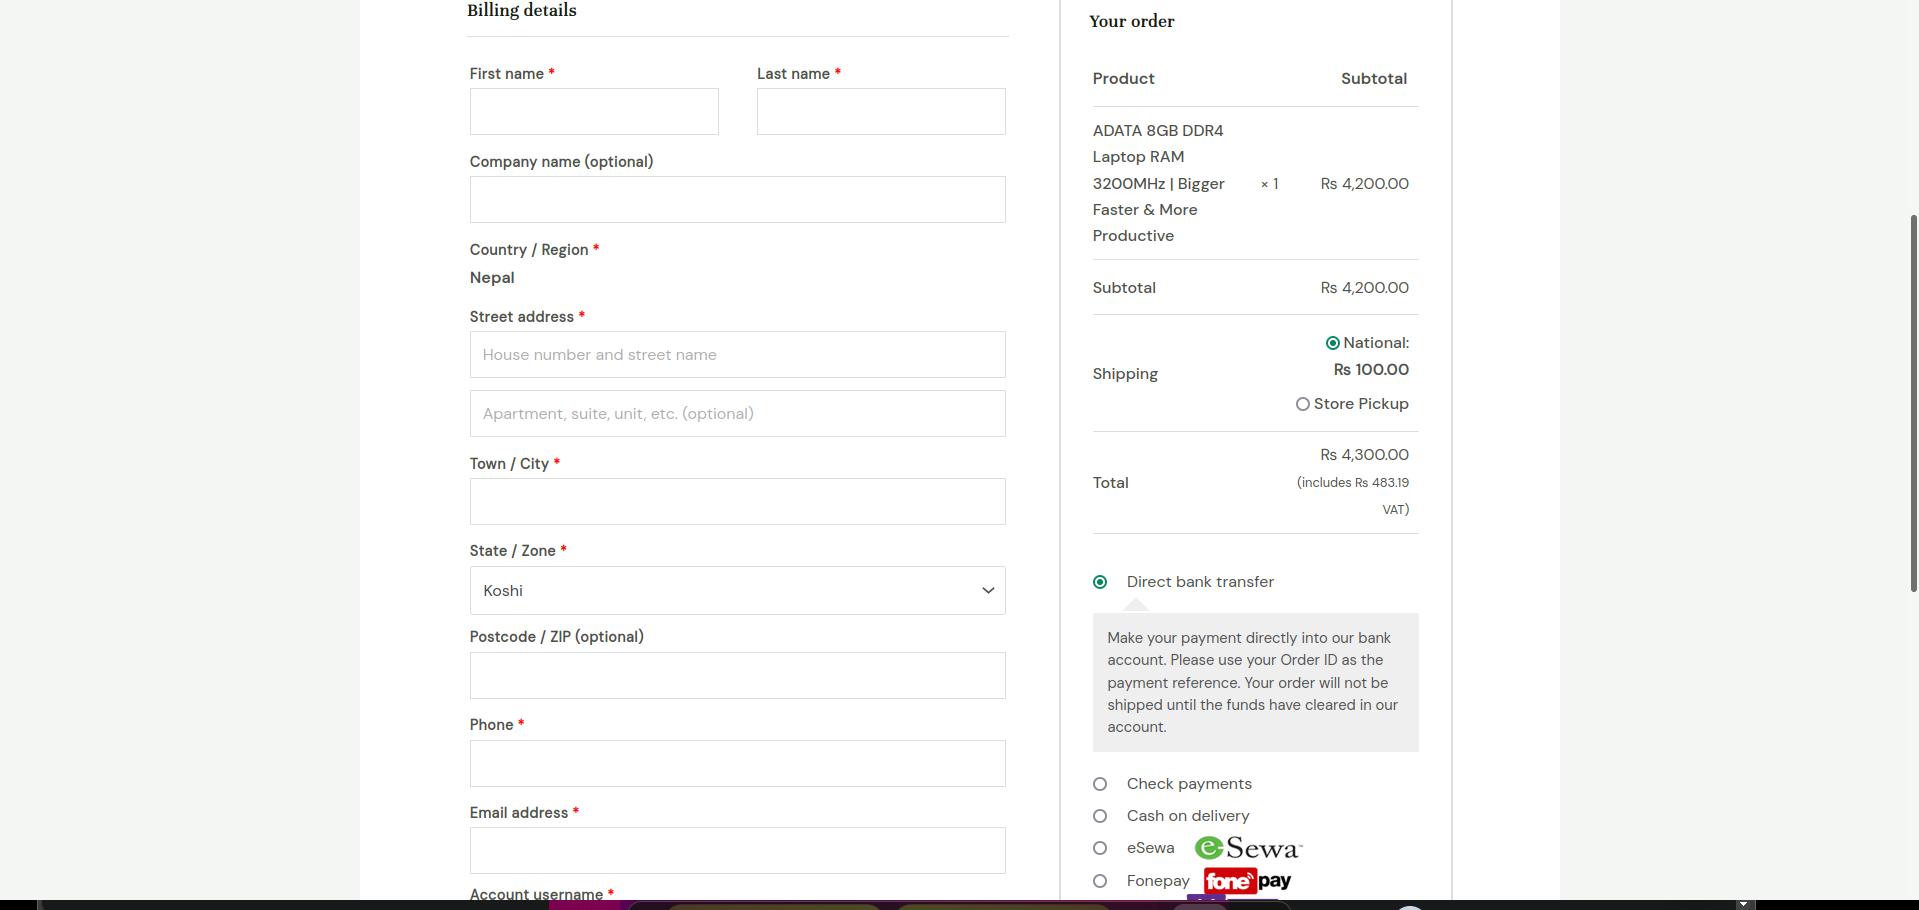 Billing details
First name *
Last name *
Company name (optional)
Country / Region *
Nepal
Street address *
House number and street name
Apartment, suite, unit, etc. (optional)
Town / City *
State / Zone *
Koshi
Postcode / ZIP (optional)
Phone *
Email address *
Account username *
Your order
Product Subtotal
ADATA 8GB DDR4
Laptop RAM
3200MHz | Bigger × 1 Rs 4,200.00
Faster & More
Productive
Subtotal Rs 4,200.00
National:
Rs 100.00
Shipping
Store Pickup
Rs 4,300.00
Total (includes Rs 483.19
VAT)
Direct bank transfer
Make your payment directly into our bank
account. Please use your Order ID as the
payment reference. Your order will not be
shipped until the funds have cleared in our
account.
Check payments
Cash on delivery
eSewa e-Sewa™
Fonepay fonepay